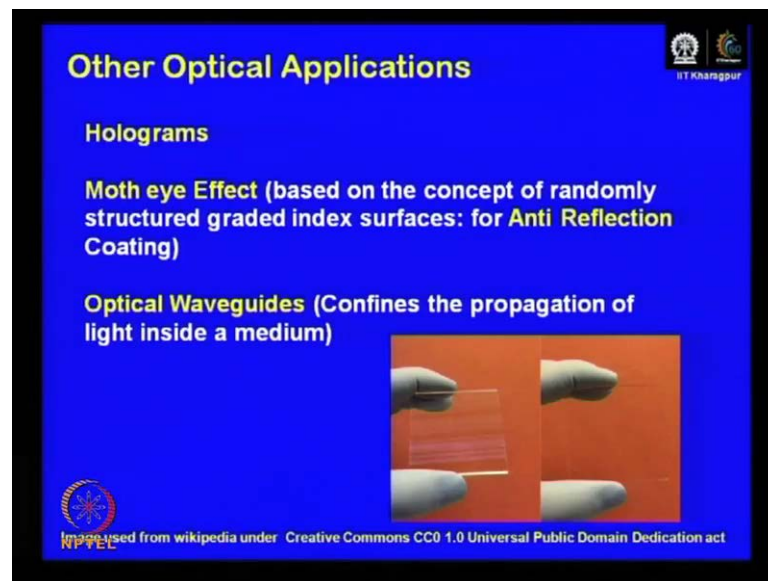 Other Optical Applications
IIT Kharagpur
Holograms
Moth eye Effect (based on the concept of randomly
structured graded index surfaces: for Anti Reflection
Coating)
Optical Waveguides (Confines the propagation of
light inside a medium)
Image used from wikipedia under Creative Commons CC0 1.0 Universal Public Domain Dedication act
NPTEL